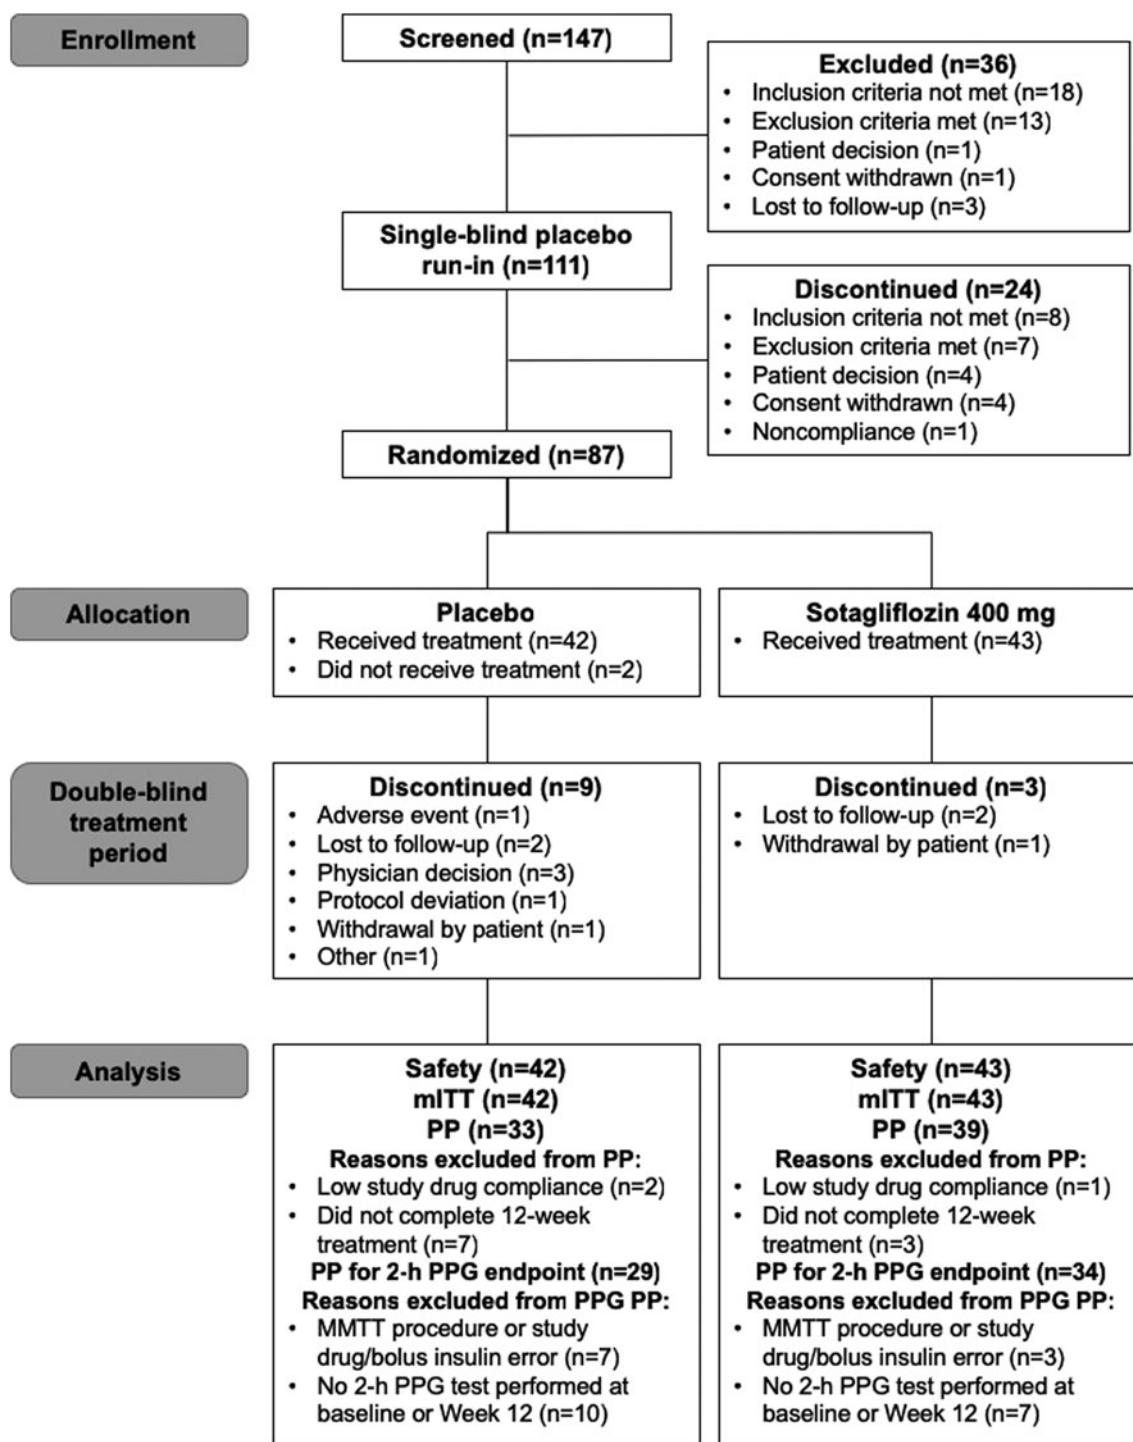 Enrollment
Screened (n=147)
Excluded (n=36)
• Inclusion criteria not met (n=18)
• Exclusion criteria met (n=13)
• Patient decision (n=1)
• Consent withdrawn (n=1)
• Lost to follow-up (n=3)
Single-blind placebo
run-in (n=111)
Discontinued (n=24)
• Inclusion criteria not met (n=8)
• Exclusion criteria met (n=7)
• Patient decision (n=4)
• Consent withdrawn (n=4)
• Noncompliance (n=1)
Randomized (n=87)
Allocation
Placebo
• Received treatment (n=42)
• Did not receive treatment (n=2)
Sotagliflozin 400 mg
• Received treatment (n=43)
Double-blind
treatment
period
Discontinued (n=9)
• Adverse event (n=1)
• Lost to follow-up (n=2)
• Physician decision (n=3)
• Protocol deviation (n=1)
• Withdrawal by patient (n=1)
• Other (n=1)
Discontinued (n=3)
• Lost to follow-up (n=2)
• Withdrawal by patient (n=1)
Analysis
Safety (n=42)
mITT (n=42)
PP (n=33)
Reasons excluded from PP:
• Low study drug compliance (n=2)
• Did not complete 12-week
treatment (n=7)
PP for 2-h PPG endpoint (n=29)
Reasons excluded from PPG PP:
• MMTT procedure or study
drug/bolus insulin error (n=7)
• No 2-h PPG test performed at
baseline or Week 12 (n=10)
Safety (n=43)
mITT (n=43)
PP (n=39)
Reasons excluded from PP:
• Low study drug compliance (n=1)
• Did not complete 12-week
treatment (n=3)
PP for 2-h PPG endpoint (n=34)
Reasons excluded from PPG PP:
• MMTT procedure or study
drug/bolus insulin error (n=3)
• No 2-h PPG test performed at
baseline or Week 12 (n=7)